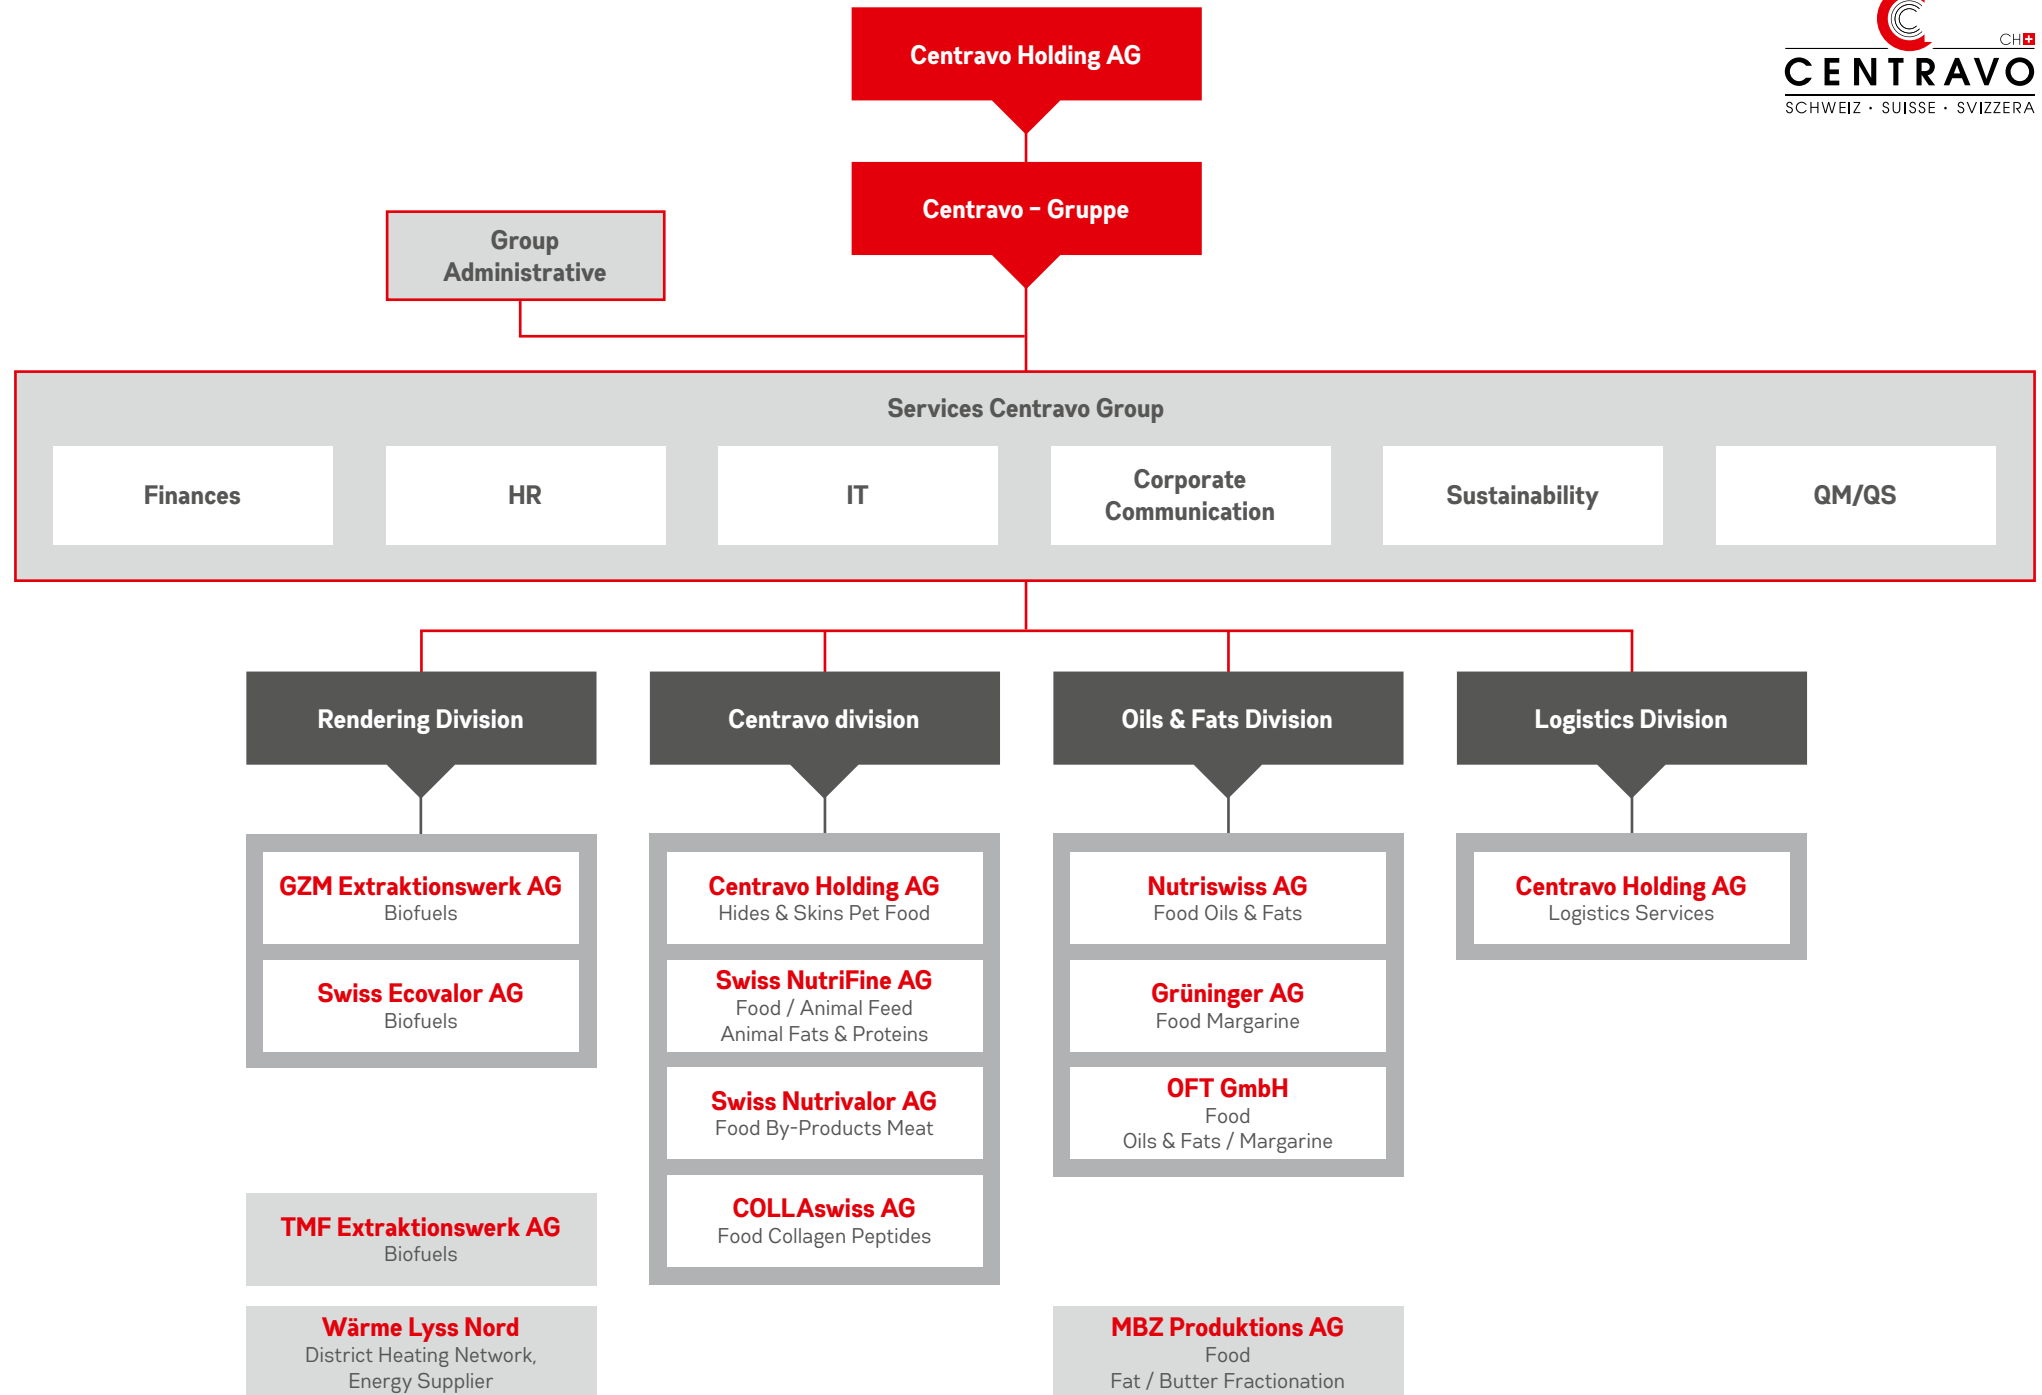 Centravo Holding AG
CH
CENTRAVO
SCHWEIZ · SUISSE · SVIZZERA
Centravo – Gruppe
Group
Administrative
Services Centravo Group
Finances
HR
IT
Corporate
Communication
Sustainability
QM/QS
Rendering Division
Centravo division
Oils & Fats Division
Logistics Division
GZM Extraktionswerk AG
Biofuels
Swiss Ecovalor AG
Biofuels
TMF Extraktionswerk AG
Biofuels
Wärme Lyss Nord
District Heating Network,
Energy Supplier
Centravo Holding AG
Hides & Skins Pet Food
Swiss NutriFine AG
Food / Animal Feed
Animal Fats & Proteins
Swiss Nutrivalor AG
Food By-Products Meat
COLLAswiss AG
Food Collagen Peptides
Nutriswiss AG
Food Oils & Fats
Grüninger AG
Food Margarine
OFT GmbH
Food
Oils & Fats / Margarine
MBZ Produktions AG
Food
Fat / Butter Fractionation
Centravo Holding AG
Logistics Services